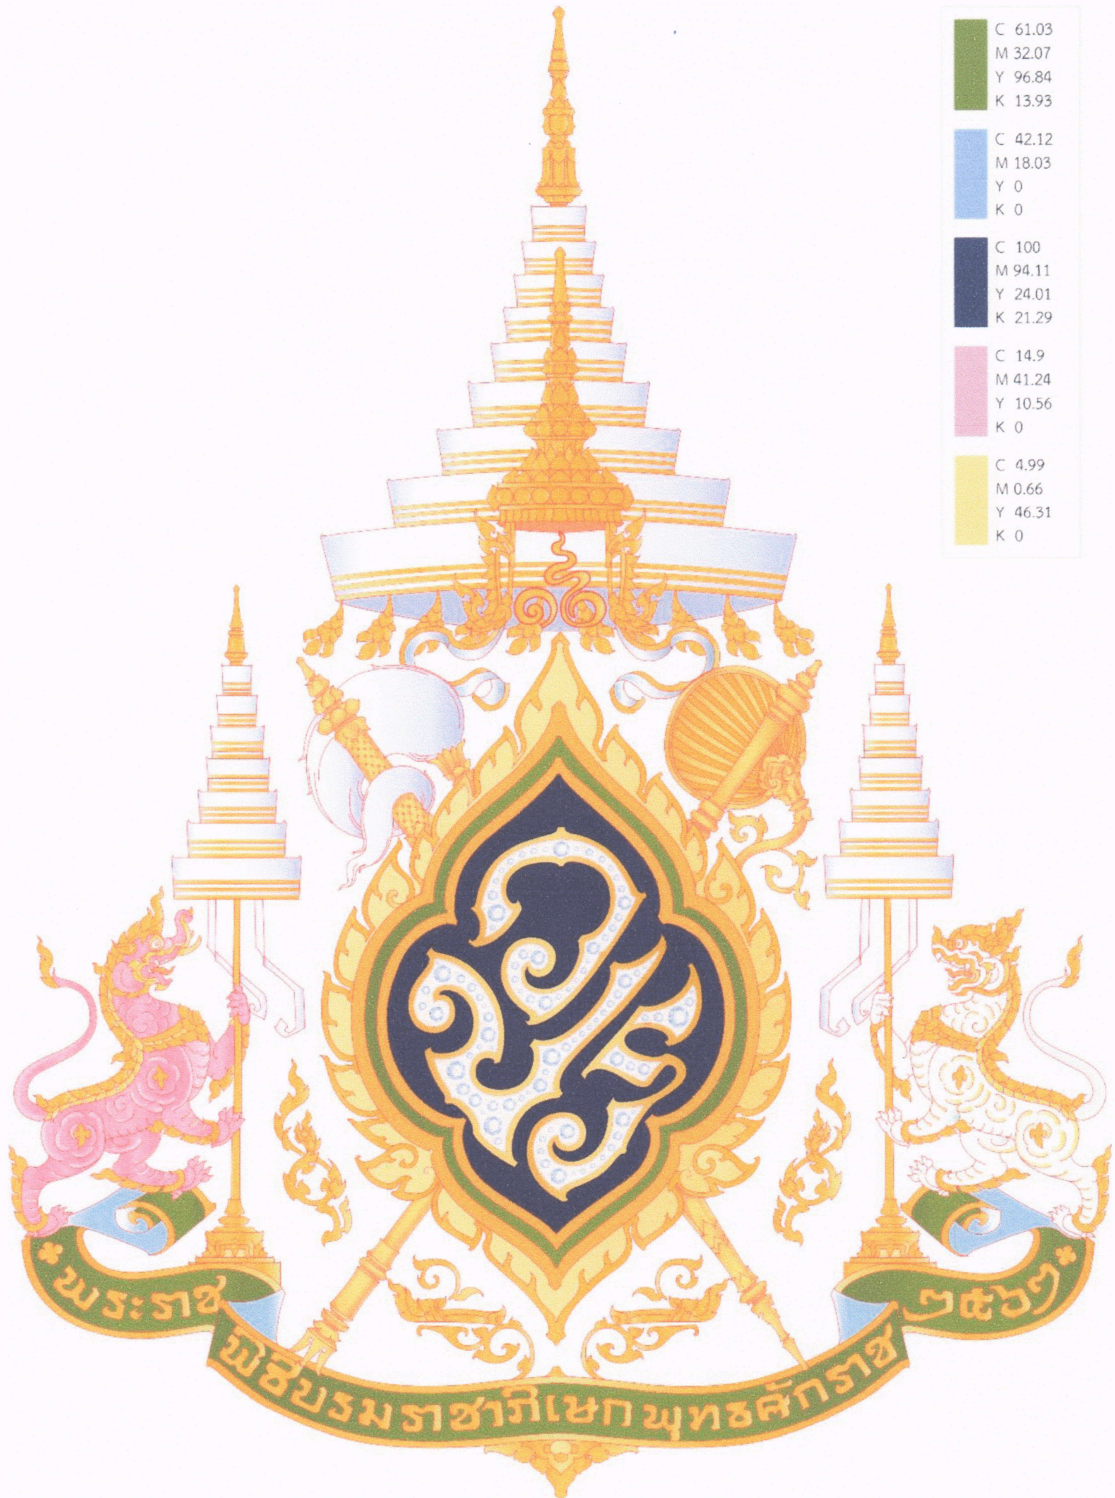 C 61.03
M 32.07
Y 96.84
K 13.93
C 42.12
M 18.03
Y 0
K 0
C 100
M 94.11
Y 24.01
K 21.29
C 14.9
M 41.24
Y 10.56
K 0
C 4.99
M 0.66
Y 46.31
K 0
วปร
พระราช
พิธีบรมราชาภิเษกพุทธศักราช
๒๕๖๒